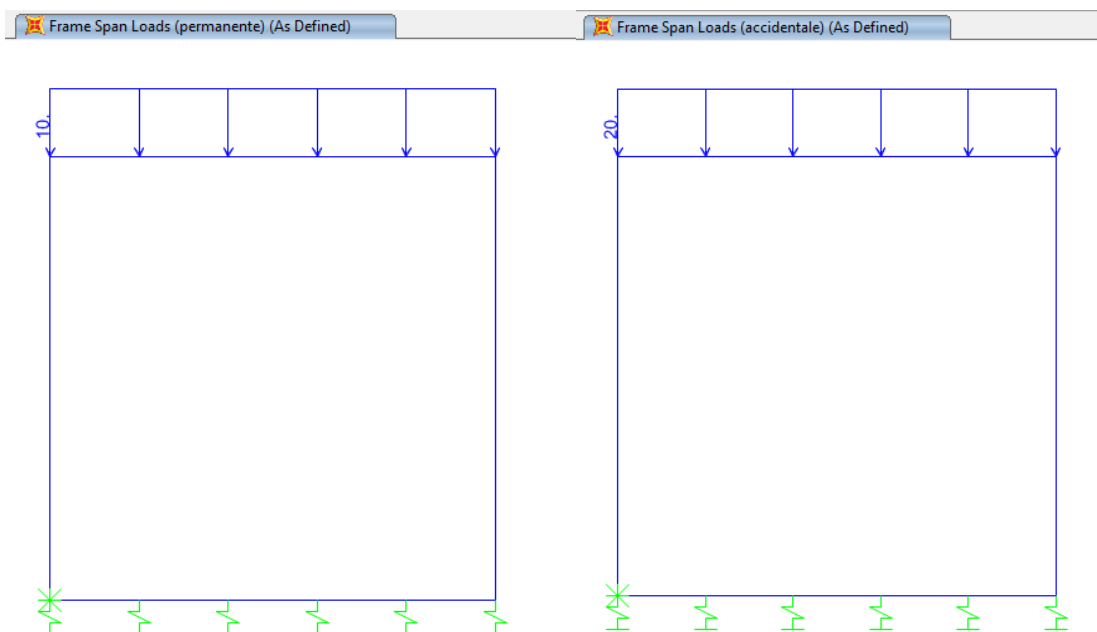 Frame Span Loads (permanente) (As Defined)
Frame Span Loads (accidentale) (As Defined)
10.
20.